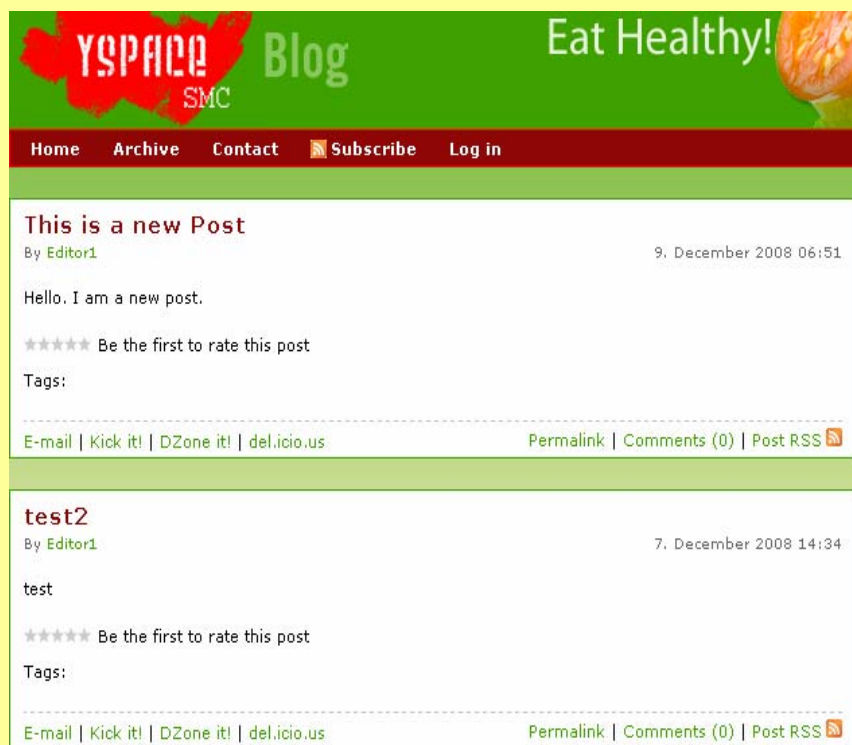 YSPACE Blog Eat Healthy!
SMC
Home Archive Contact Subscribe Log in
This is a new Post
By Editor1 9. December 2008 06:51
Hello. I am a new post.
Be the first to rate this post
Tags:
E-mail | Kick it! | DZone it! | del.icio.us Permalink | Comments (0) | Post RSS
test2
By Editor1 7. December 2008 14:34
test
Be the first to rate this post
Tags:
E-mail | Kick it! | DZone it! | del.icio.us Permalink | Comments (0) | Post RSS